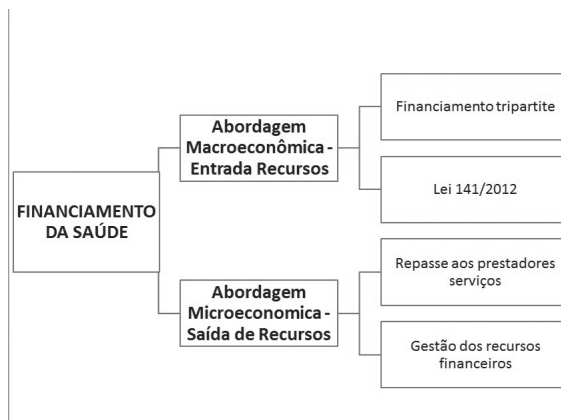 FINANCIAMENTO
DA SAÚDE
Abordagem
Macroeconômica -
Entrada Recursos
Financiamento tripartite
Lei 141/2012
Abordagem
Microeconomica -
Saída de Recursos
Repasse aos prestadores
serviços
Gestão dos recursos
financeiros